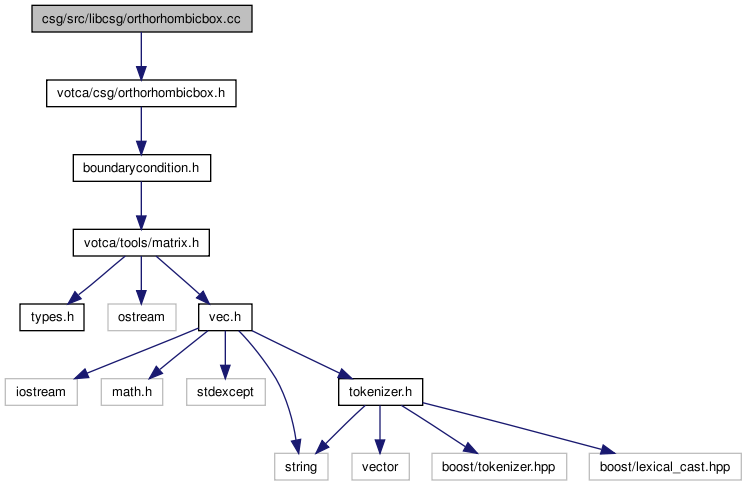 csg/src/libcsg/orthorhombicbox.cc
votca/csg/orthorhombicbox.h
boundarycondition.h
votca/tools/matrix.h
types.h
ostream
vec.h
iostream
math.h
stdexcept
tokenizer.h
string
vector
boost/tokenizer.hpp
boost/lexical_cast.hpp